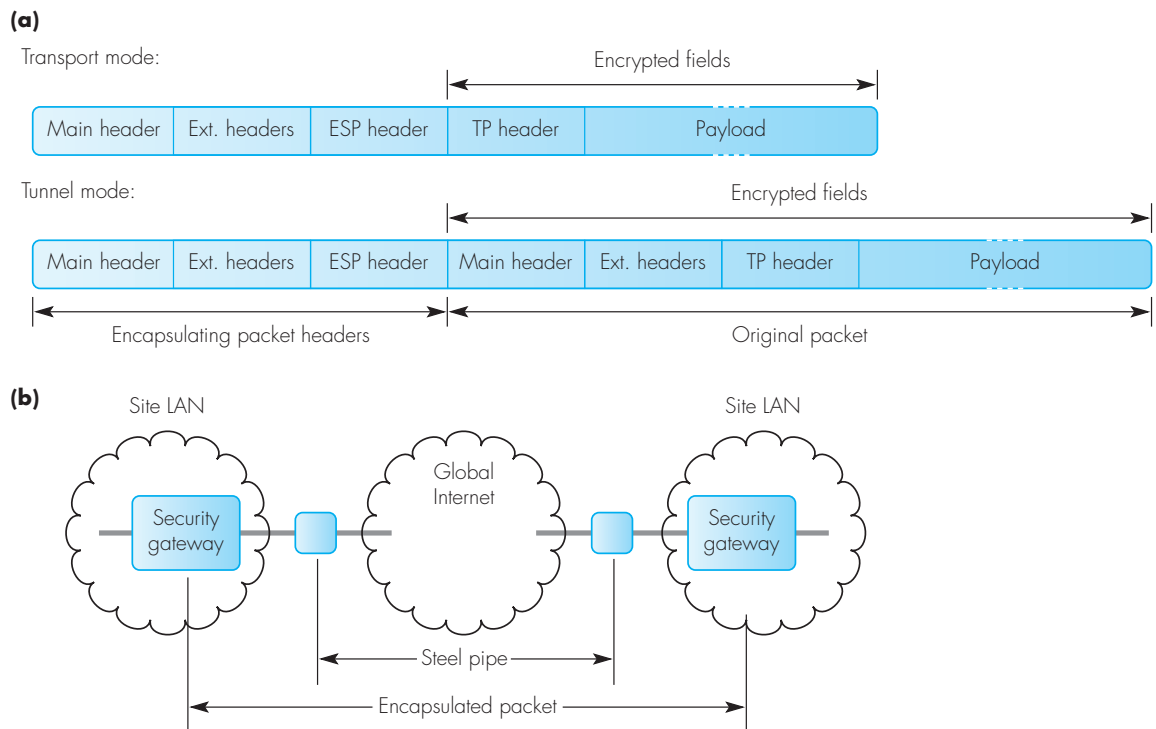 (a)
Transport mode:
Encrypted fields
Main header
Ext. headers
ESP header
TP header
Payload
Tunnel mode:
Encrypted fields
Main header
Ext. headers
ESP header
Main header
Ext. headers
TP header
Payload
Encapsulating packet headers
Original packet
(b)
Site LAN
Site LAN
Global
Internet
Security
gateway
Security
gateway
Steel pipe
Encapsulated packet